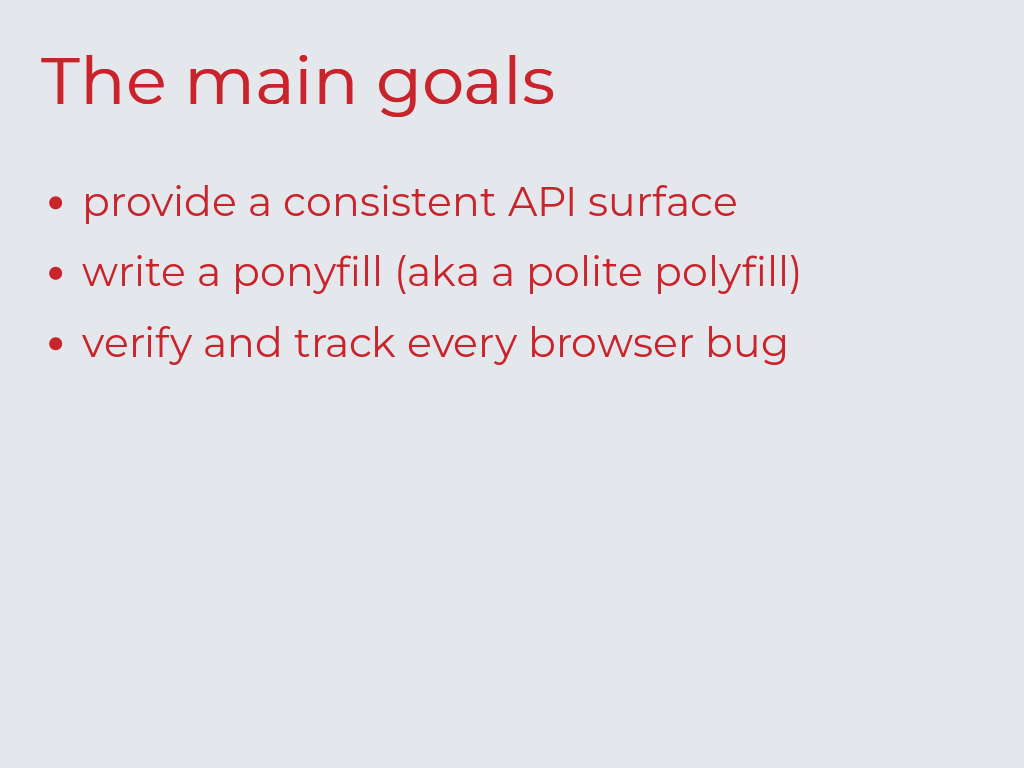 The main goals
• provide a consistent API surface
• write a ponyfill (aka a polite polyfill)
• verify and track every browser bug